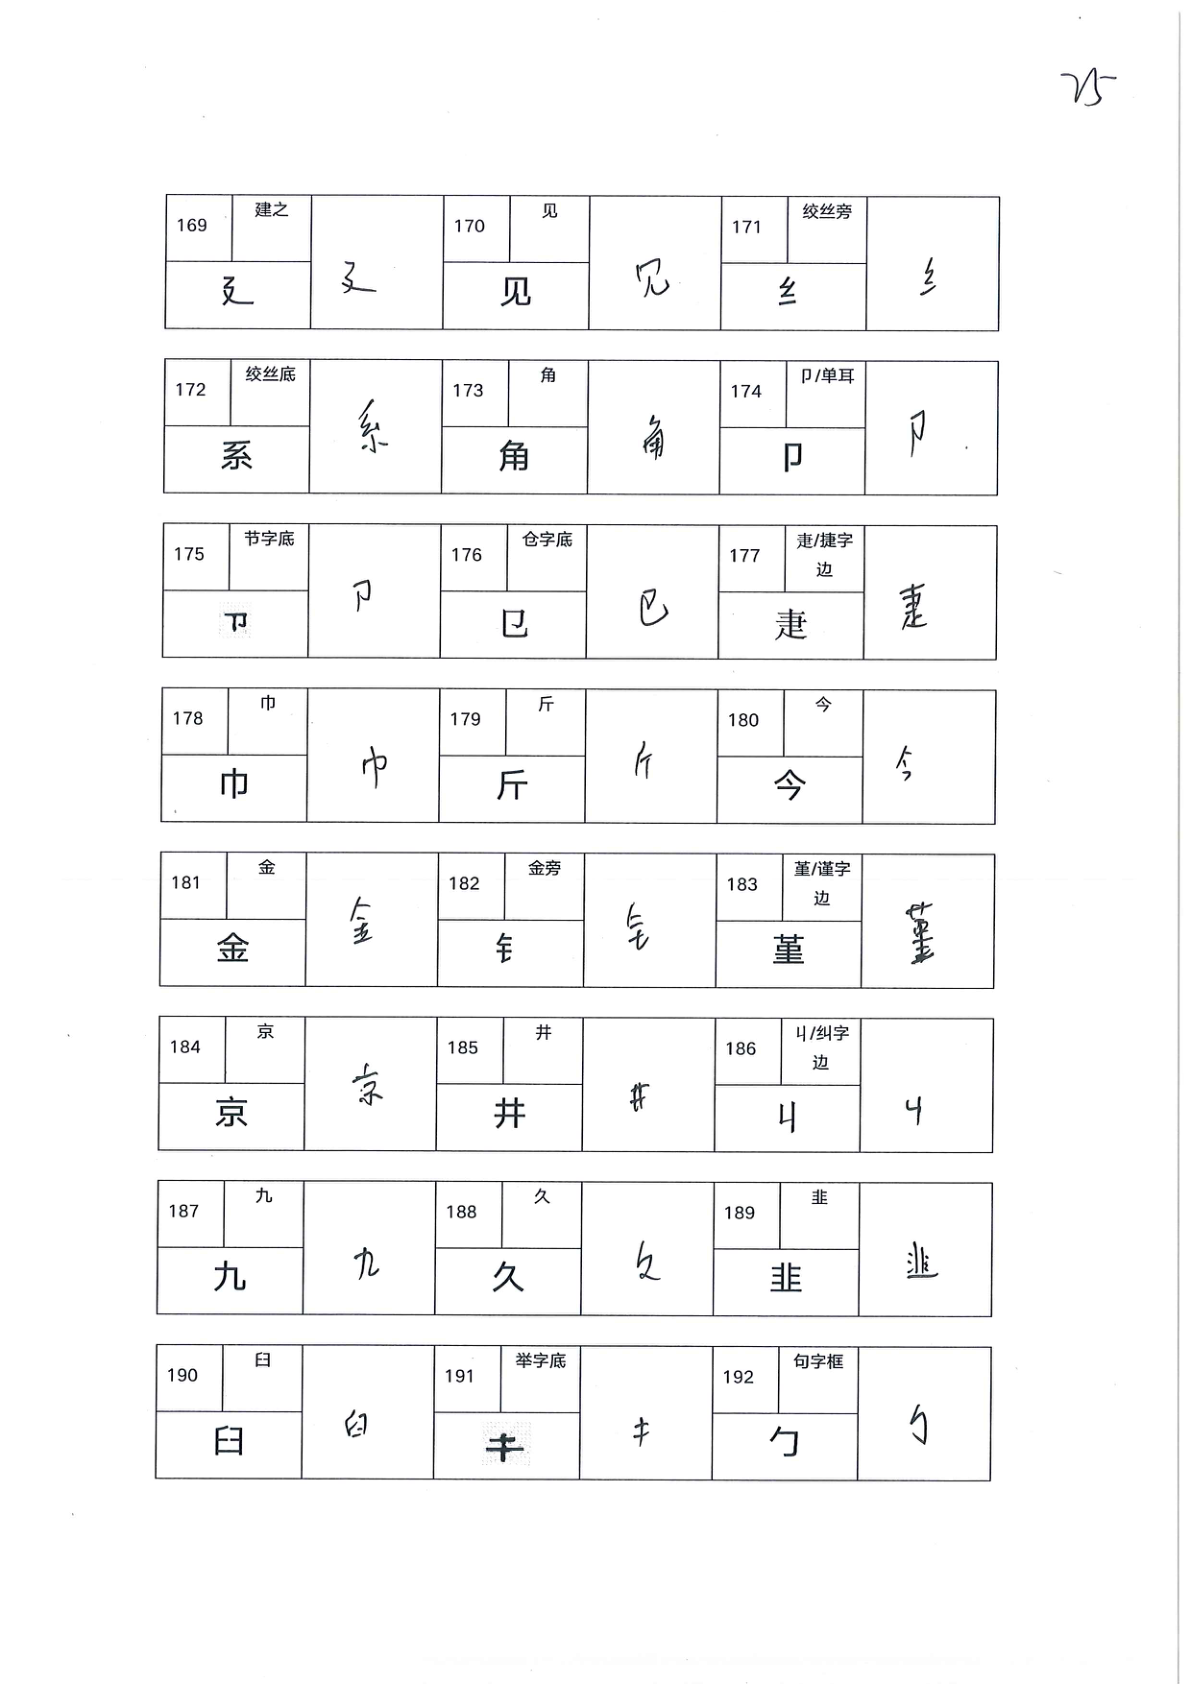 75
169 建之 170 见 171 绞丝旁
廴 廴 见 见 纟 纟
172 绞丝底 173 角 174 卩/单耳
系 系 角 角 卩 卩
175 节字底 176 仓字底 177 疌/捷字边
卩 卩 㔾 㔾 疌 疌
178 巾 179 斤 180 今
巾 巾 斤 斤 今 今
181 金 182 金旁 183 堇/谨字边
金 金 钅 钅 堇 堇
184 京 185 井 186 丩/纠字边
京 京 井 井 丩 丩
187 九 188 久 189 韭
九 九 久 久 韭 韭
190 臼 191 举字底 192 句字框
臼 臼 キ キ 勹 勹